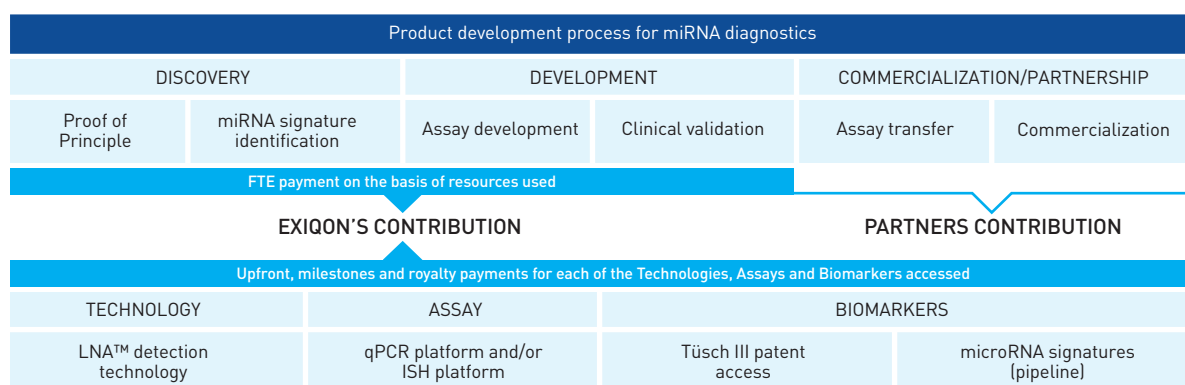 Product development process for miRNA diagnostics
DISCOVERY
DEVELOPMENT
COMMERCIALIZATION/PARTNERSHIP
Proof of
Principle
miRNA signature
identification
Assay development
Clinical validation
Assay transfer
Commercialization
FTE payment on the basis of resources used
EXIQON'S CONTRIBUTION
PARTNERS CONTRIBUTION
Upfront, milestones and royalty payments for each of the Technologies, Assays and Biomarkers accessed
TECHNOLOGY
ASSAY
BIOMARKERS
LNA™ detection
technology
qPCR platform and/or
ISH platform
Tüsch III patent
access
microRNA signatures
(pipeline)